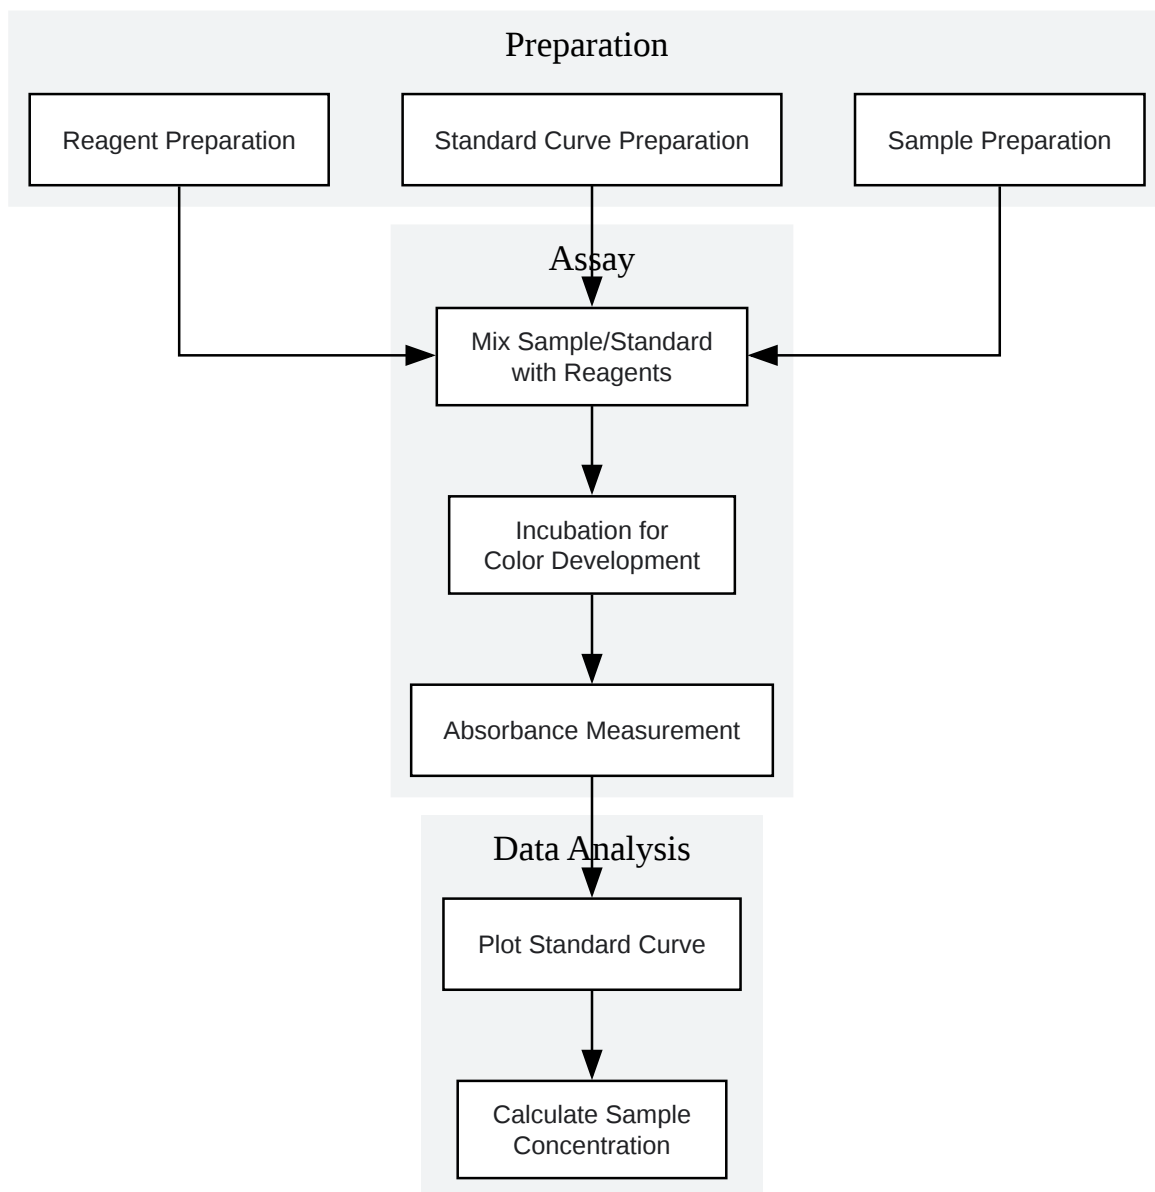 Preparation
Reagent Preparation
Standard Curve Preparation
Sample Preparation
Assay
Mix Sample/Standard
with Reagents
Incubation for
Color Development
Absorbance Measurement
Data Analysis
Plot Standard Curve
Calculate Sample
Concentration